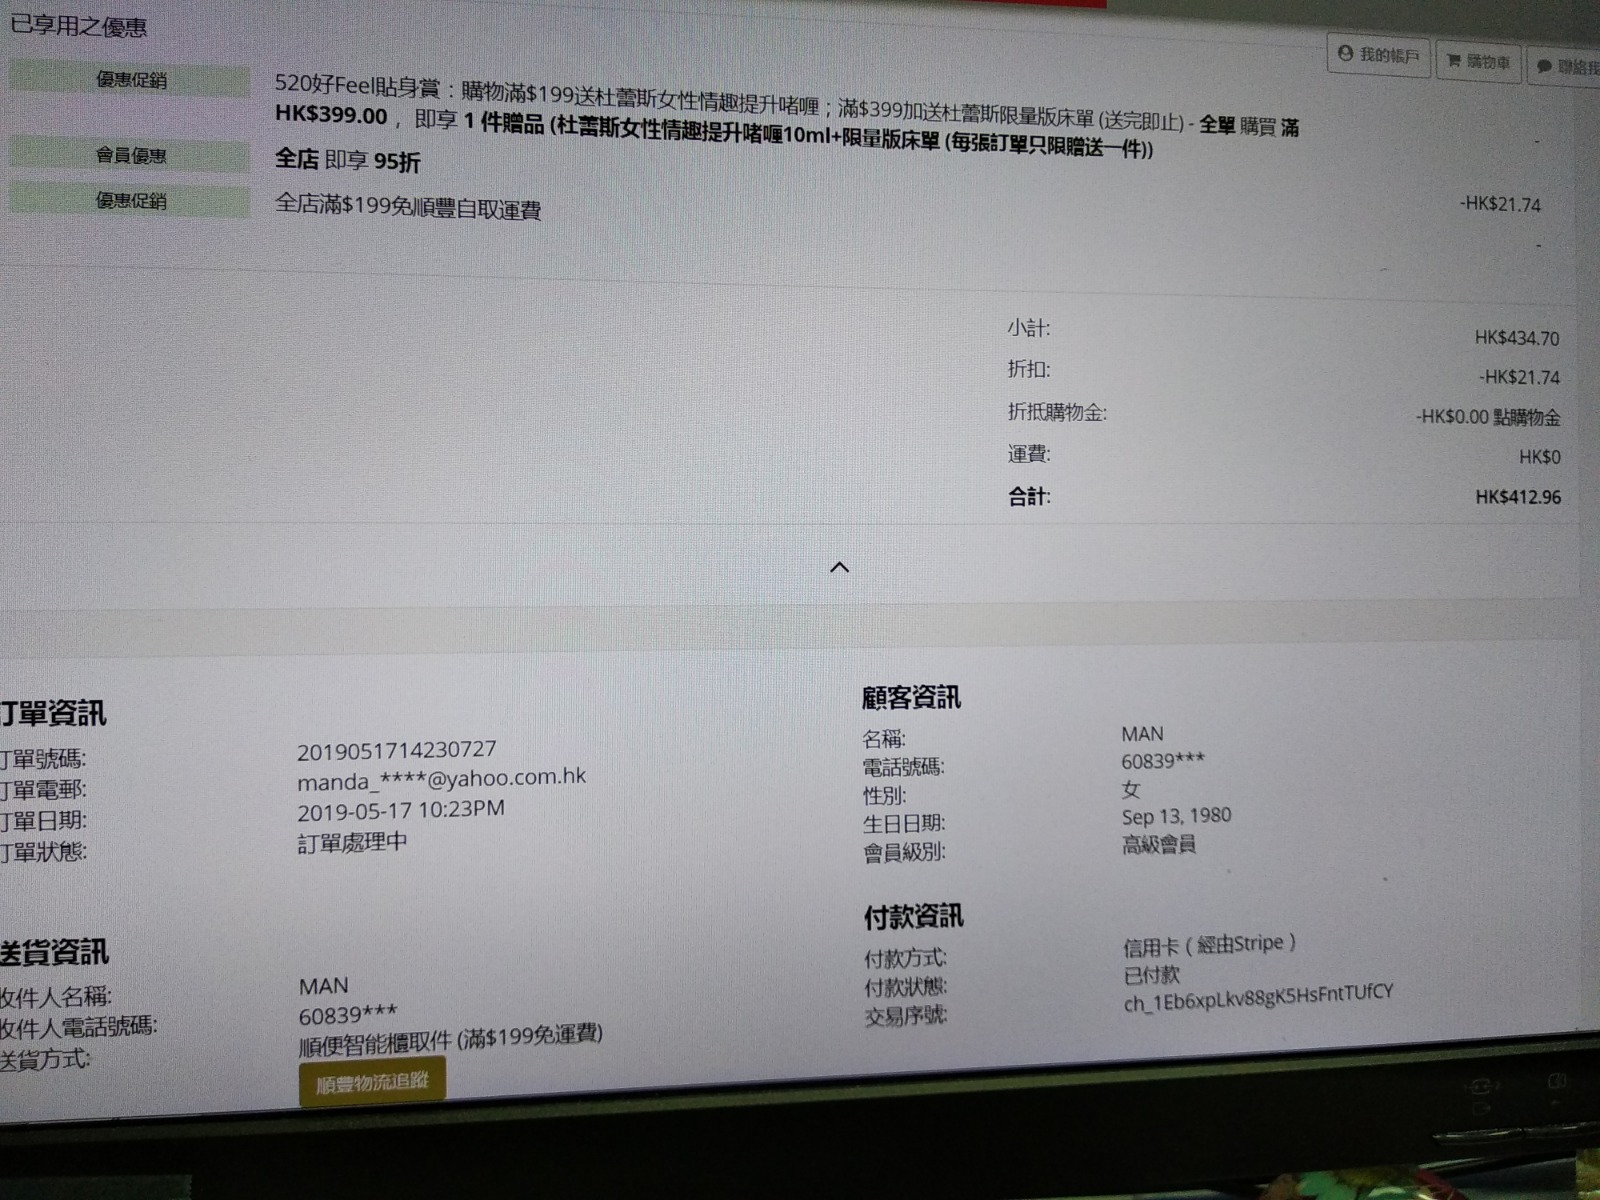 已享用之優惠
我的帳戶
購物車
聯絡我
優惠促銷
520好Feel貼身賞：購物滿$199送杜蕾斯女性情趣提升啫喱；滿$399加送杜蕾斯限量版床單 (送完即止) - 全單 購買 滿
HK$399.00 ，即享 1 件贈品 (杜蕾斯女性情趣提升啫喱10ml+限量版床單 (每張訂單只限贈送一件))
-
會員優惠
全店 即享 95折
-HK$21.74
優惠促銷
全店滿$199免順豐自取運費
-
小計:
HK$434.70
折扣:
-HK$21.74
折抵購物金:
-HK$0.00 點購物金
運費:
HK$0
合計:
HK$412.96
訂單資訊
訂單號碼:
2019051714230727
訂單電郵:
manda_****@yahoo.com.hk
訂單日期:
2019-05-17 10:23PM
訂單狀態:
訂單處理中
顧客資訊
名稱:
MAN
電話號碼:
60839***
性別:
女
生日日期:
Sep 13, 1980
會員級別:
高級會員
送貨資訊
收件人名稱:
MAN
收件人電話號碼:
60839***
送貨方式:
順便智能櫃取件 (滿$199免運費)
順豐物流追蹤
付款資訊
付款方式:
信用卡 ( 經由Stripe )
付款狀態:
已付款
交易序號:
ch_1Eb6xpLkv88gK5HsFntTUfCY